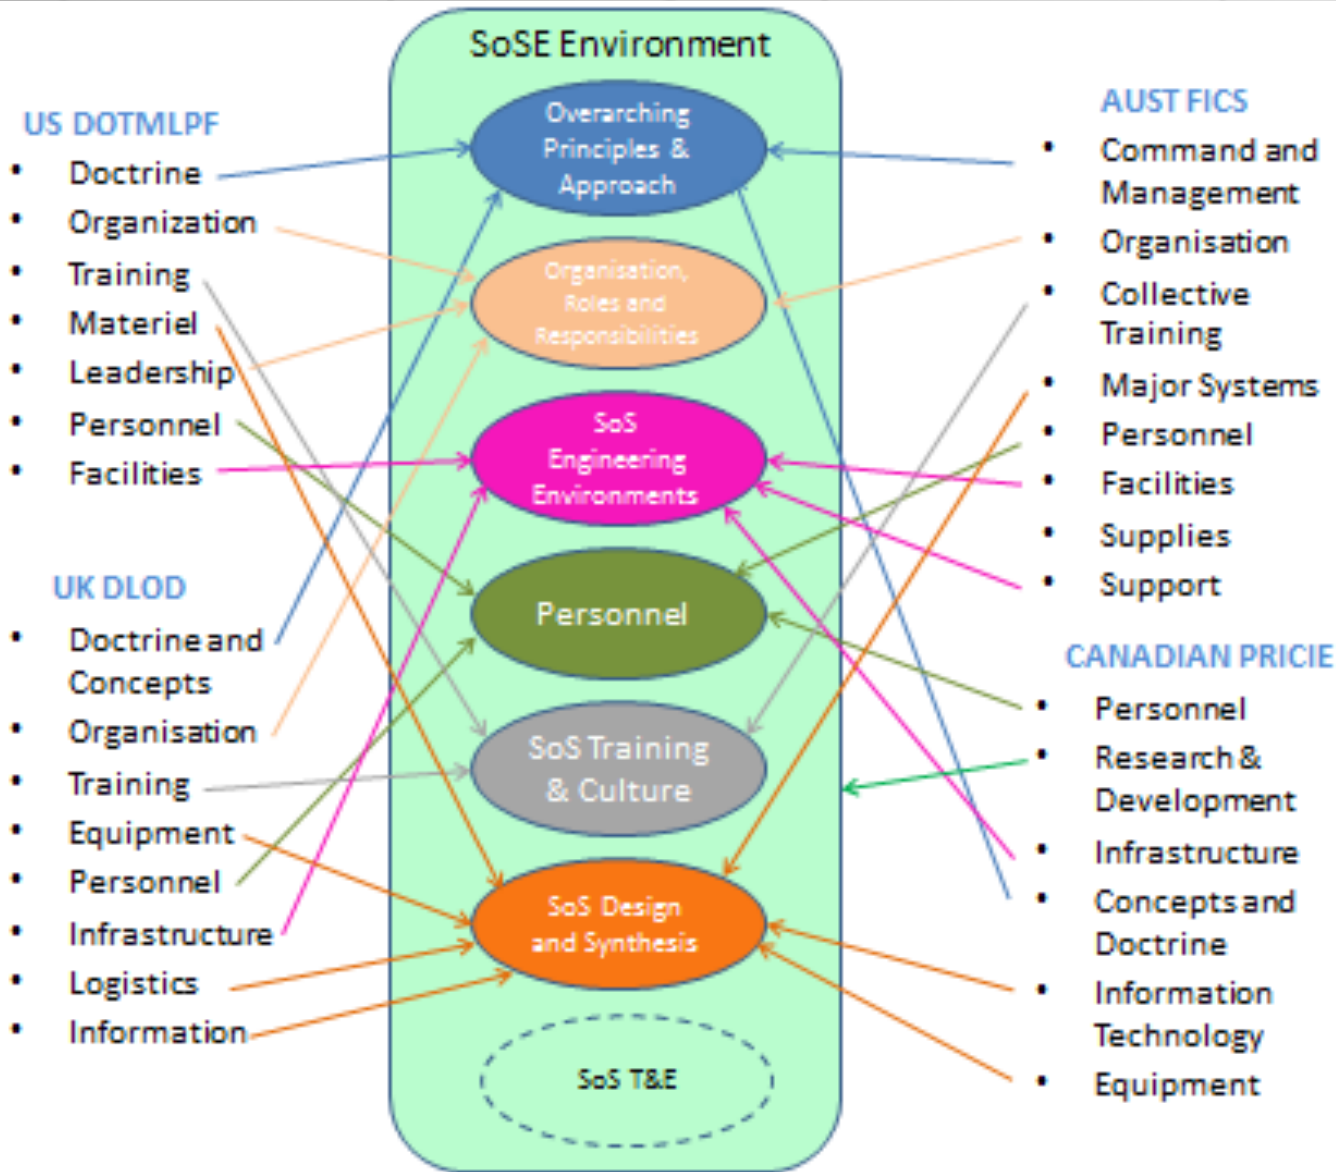 SoSE Environment
US DOTMLPF
• Doctrine
• Organization
• Training
• Materiel
• Leadership
• Personnel
• Facilities
UK DLOD
• Doctrine and
Concepts
• Organisation
• Training
• Equipment
• Personnel
• Infrastructure
• Logistics
• Information
Overarching
Principles &
Approach
Organisation,
Roles and
Responsibilities
SoS
Engineering
Environments
Personnel
SoS Training
& Culture
SoS Design
and Synthesis
SoS T&E
AUST FICS
• Command and
Management
• Organisation
• Collective
Training
• Major Systems
• Personnel
• Facilities
• Supplies
• Support
CANADIAN PRICIE
• Personnel
• Research &
Development
• Infrastructure
• Concepts and
Doctrine
• Information
Technology
• Equipment